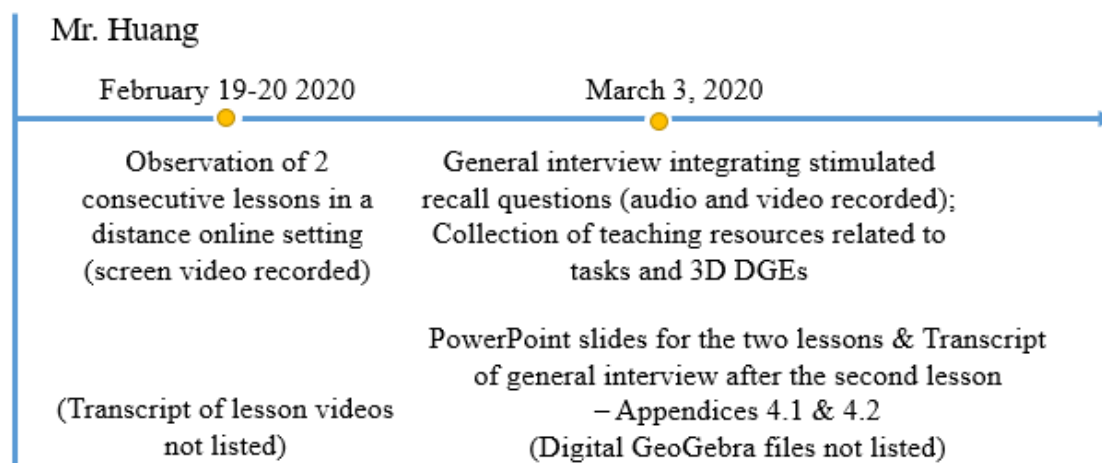 Mr. Huang
February 19-20 2020
March 3, 2020
Observation of 2
consecutive lessons in a
distance online setting
(screen video recorded)
General interview integrating stimulated
recall questions (audio and video recorded);
Collection of teaching resources related to
tasks and 3D DGEs
(Transcript of lesson videos
not listed)
PowerPoint slides for the two lessons & Transcript
of general interview after the second lesson
– Appendices 4.1 & 4.2
(Digital GeoGebra files not listed)